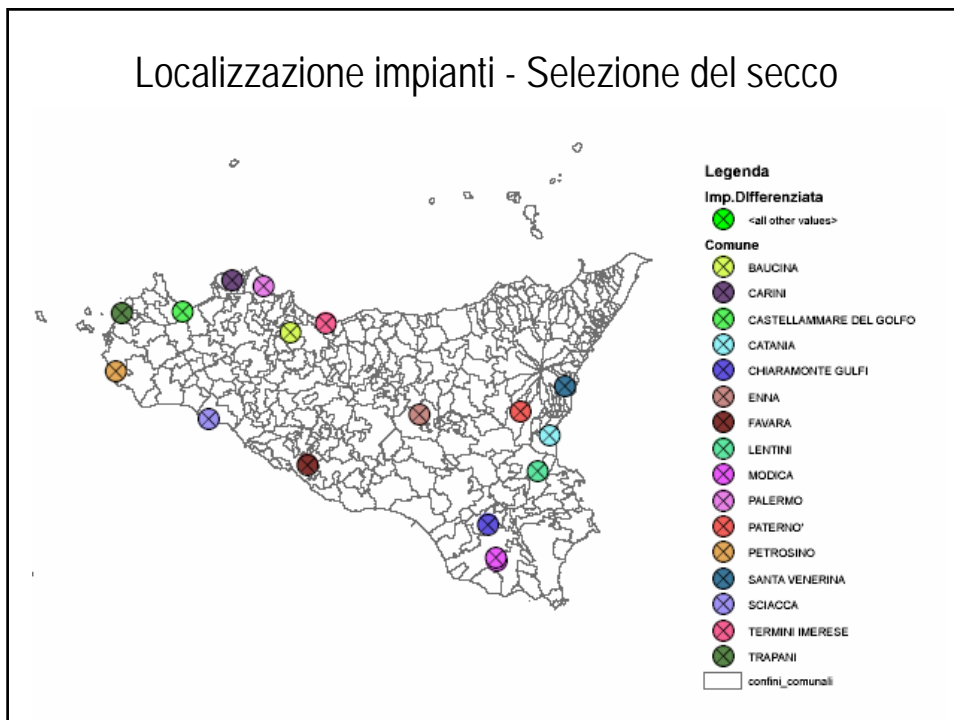 Localizzazione impianti - Selezione del secco
Legenda
Imp.DIfferenziata
<all other values>
Comune
BAUCINA
CARINI
CASTELLAMMARE DEL GOLFO
CATANIA
CHIARAMONTE GULFI
ENNA
FAVARA
LENTINI
MODICA
PALERMO
PATERNO'
PETROSINO
SANTA VENERINA
SCIACCA
TERMINI IMERESE
TRAPANI
confini_comunali